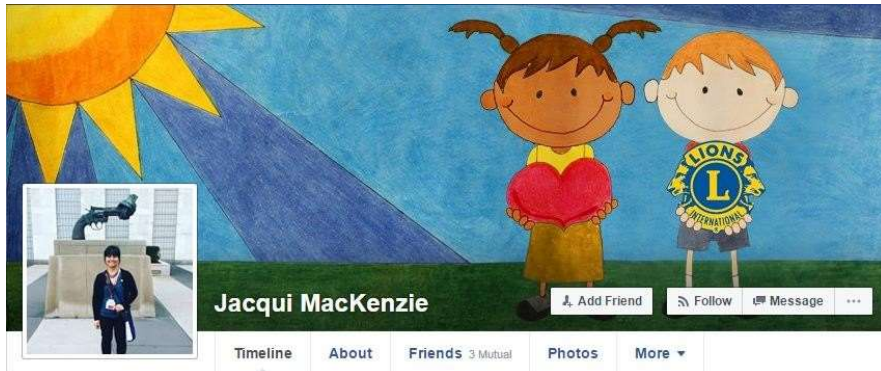 LIONS
L
INTERNATIONAL
Jacqui MacKenzie
Add Friend
Follow
Message
Timeline
About
Friends 3 Mutual
Photos
More